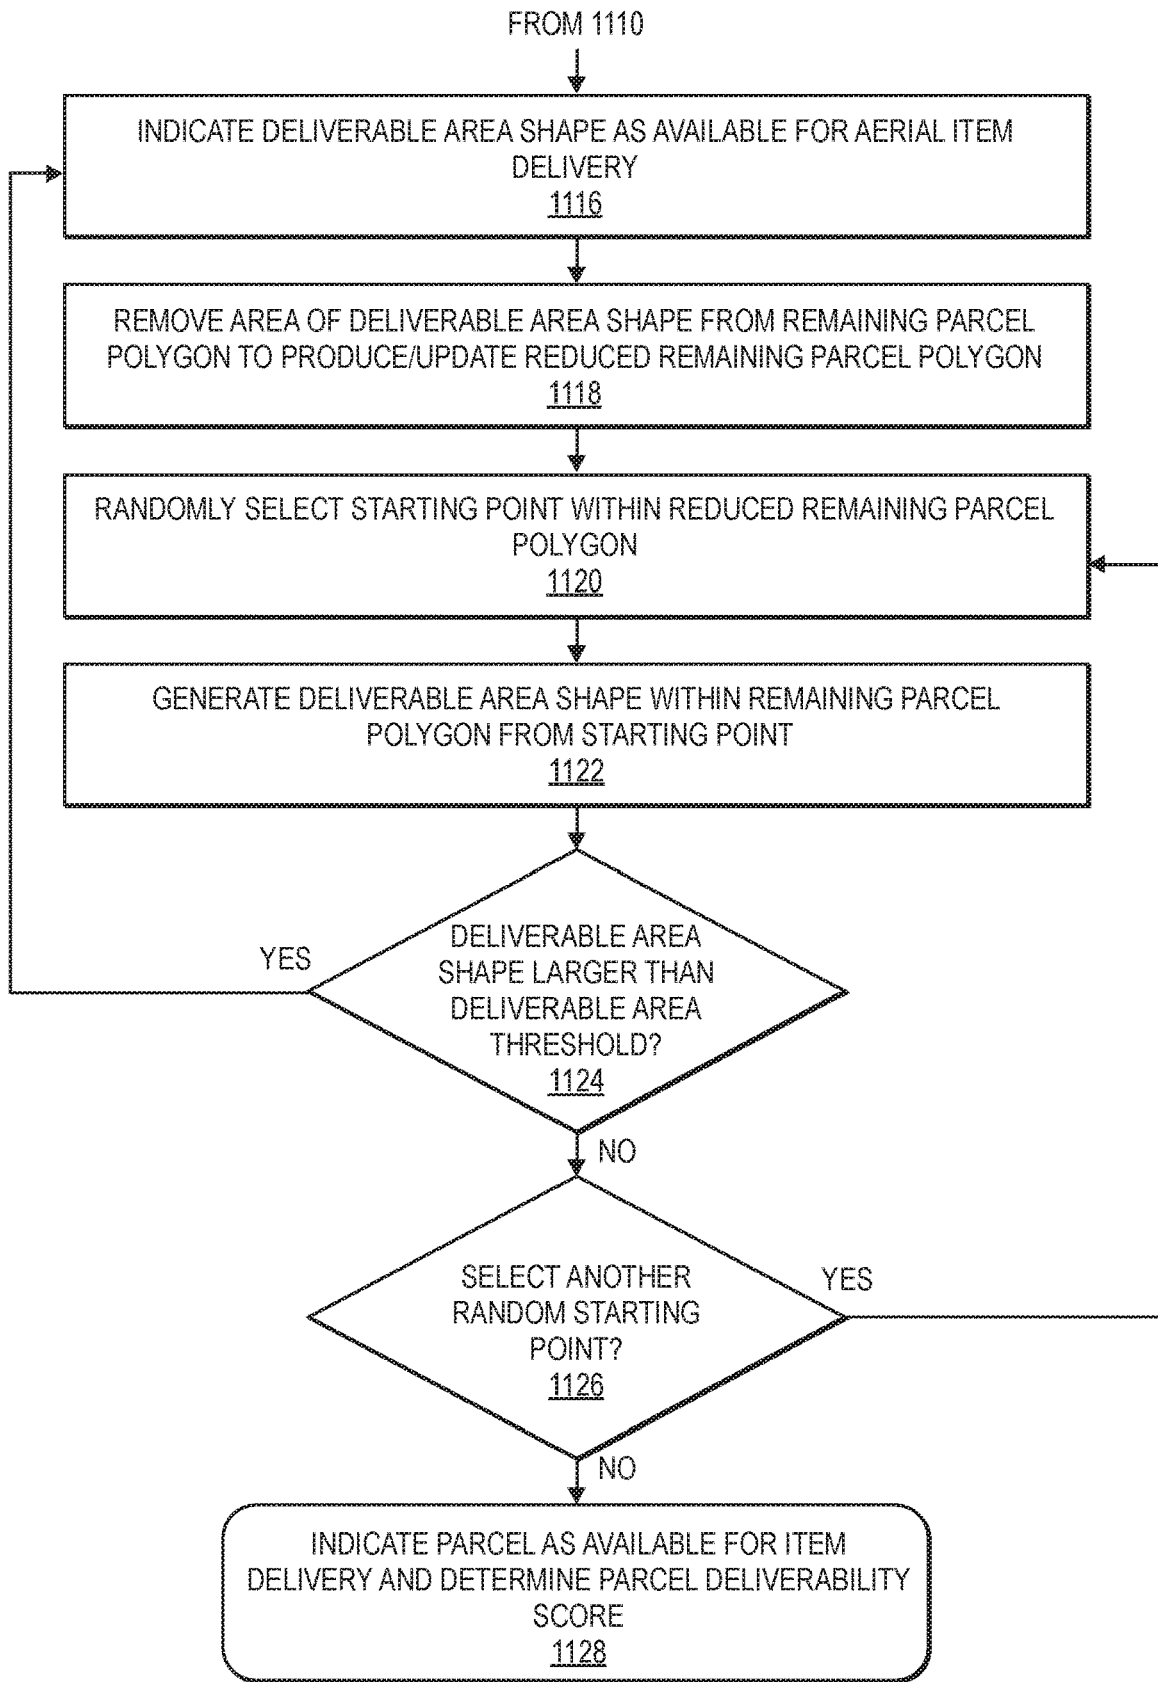 FROM 1110
INDICATE DELIVERABLE AREA SHAPE AS AVAILABLE FOR AERIAL ITEM
DELIVERY
1116
REMOVE AREA OF DELIVERABLE AREA SHAPE FROM REMAINING PARCEL
POLYGON TO PRODUCE/UPDATE REDUCED REMAINING PARCEL POLYGON
1118
RANDOMLY SELECT STARTING POINT WITHIN REDUCED REMAINING PARCEL
POLYGON
1120
GENERATE DELIVERABLE AREA SHAPE WITHIN REMAINING PARCEL
POLYGON FROM STARTING POINT
1122
YES
DELIVERABLE AREA
SHAPE LARGER THAN
DELIVERABLE AREA
THRESHOLD?
1124
NO
SELECT ANOTHER
RANDOM STARTING
POINT?
1126
YES
NO
INDICATE PARCEL AS AVAILABLE FOR ITEM
DELIVERY AND DETERMINE PARCEL DELIVERABILITY
SCORE
1128